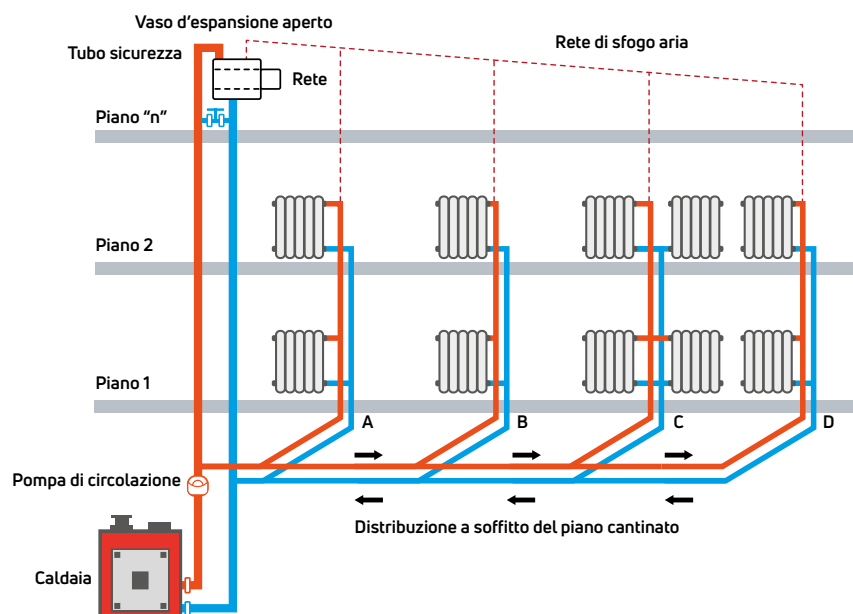 Vaso d’espansione aperto
Tubo sicurezza
Rete di sfogo aria
Rete
Piano “n”
Piano 2
Piano 1
A
B
C
D
Pompa di circolazione
Distribuzione a soffitto del piano cantinato
Caldaia